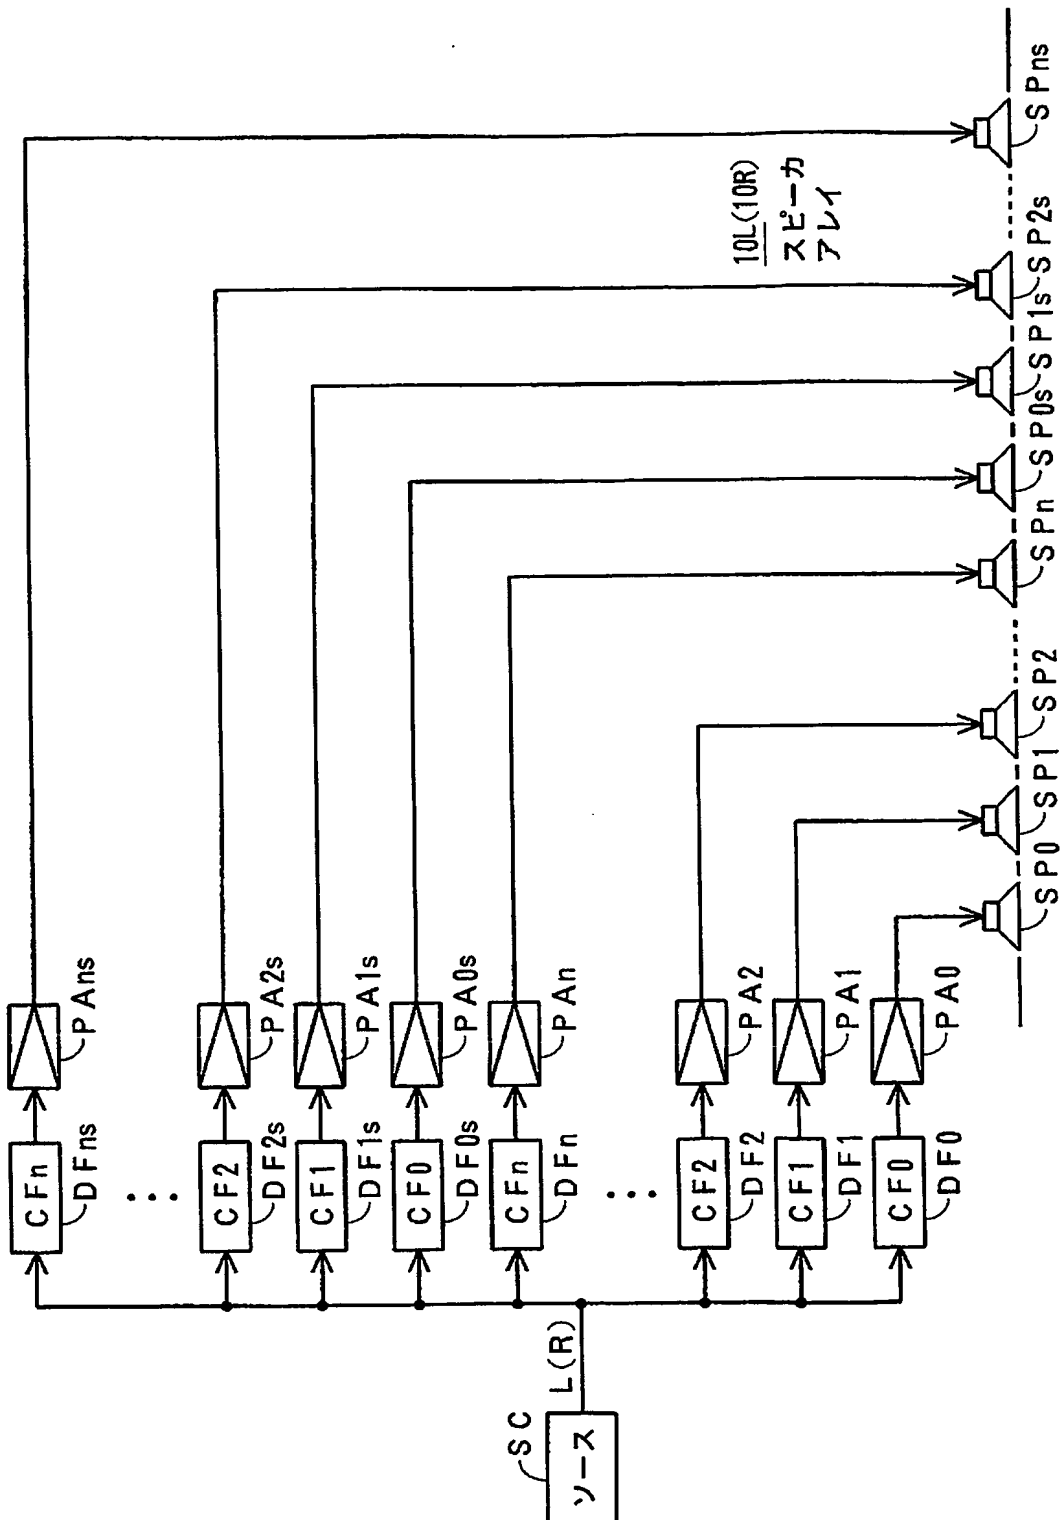 SC
ソース
L(R)
CFn
DFns
PAns
CF2
DF2s
PA2s
CF1
DF1s
PA1s
CF0
DF0s
PA0s
CFn
DFn
PAn
CF2
DF2
PA2
CF1
DF1
PA1
CF0
DF0
PA0
10L(10R)
スピーカ
アレイ
SP0
SP1
SP2
SPn
SP0s
SP1s
SP2s
SPns